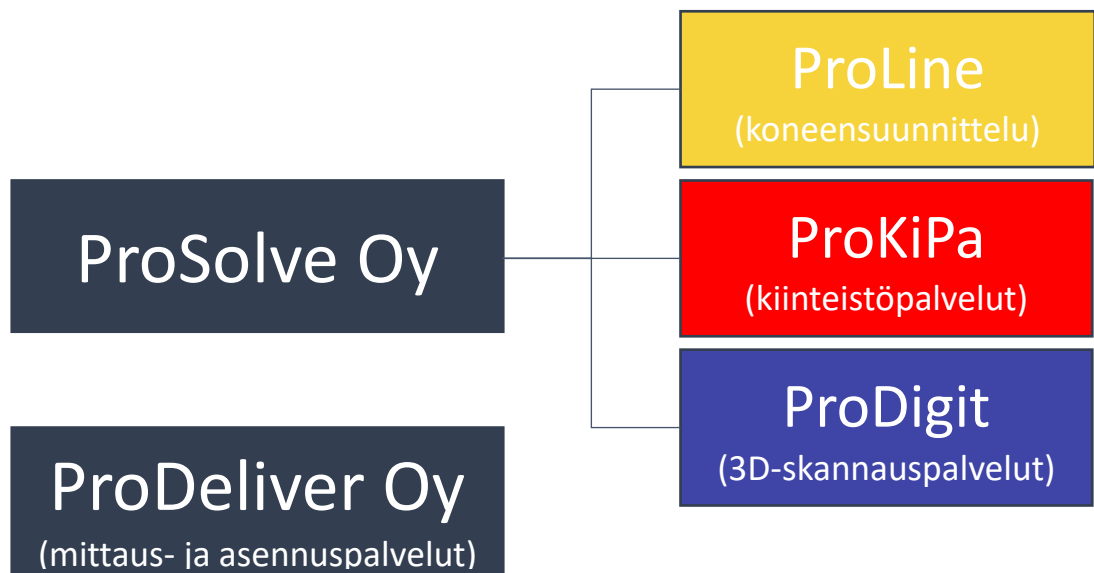 ProSolve Oy
ProLine
(koneensuunnittelu)
ProKiPa
(kiinteistöpalvelut)
ProDigit
(3D-skannauspalvelut)
ProDeliver Oy
(mittaus- ja asennuspalvelut)